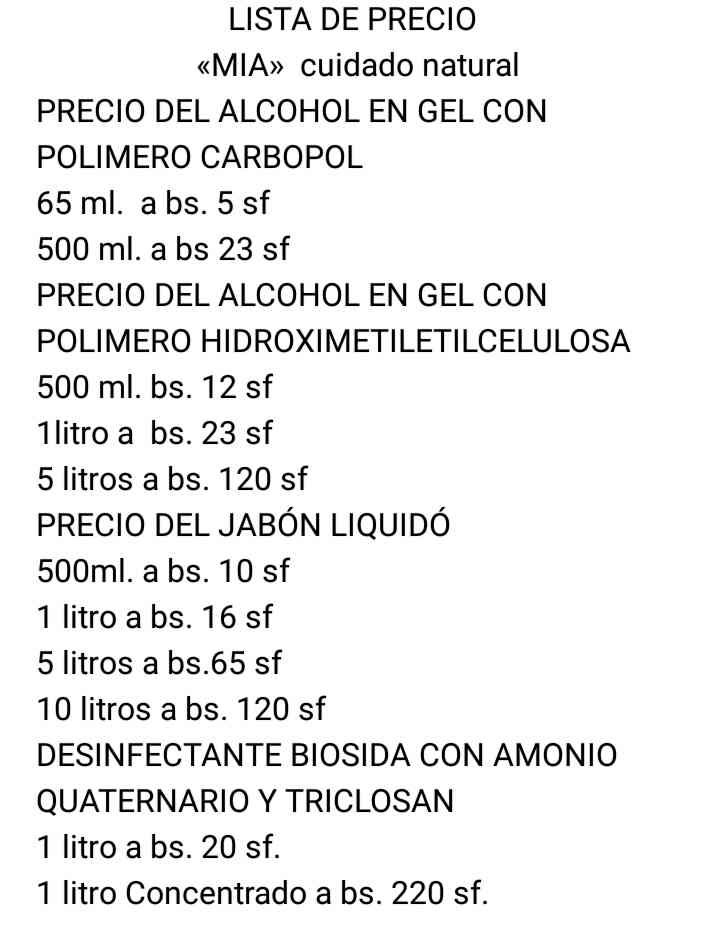 LISTA DE PRECIO
«MIA»  cuidado natural
PRECIO DEL ALCOHOL EN GEL CON
POLIMERO CARBOPOL
65 ml.  a bs. 5 sf
500 ml. a bs 23 sf
PRECIO DEL ALCOHOL EN GEL CON
POLIMERO HIDROXIMETILETILCELULOSA
500 ml. bs. 12 sf
1litro a  bs. 23 sf
5 litros a bs. 120 sf
PRECIO DEL JABÓN LIQUIDÓ
500ml. a bs. 10 sf
1 litro a bs. 16 sf
5 litros a bs.65 sf
10 litros a bs. 120 sf
DESINFECTANTE BIOSIDA CON AMONIO
QUATERNARIO Y TRICLOSAN
1 litro a bs. 20 sf.
1 litro Concentrado a bs. 220 sf.